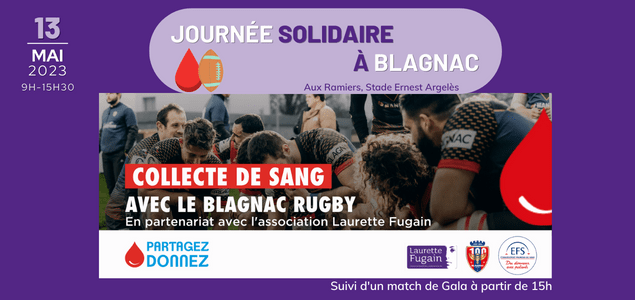 13
MAI
2023
9H-15H30
JOURNÉE SOLIDAIRE
À BLAGNAC
Aux Ramiers, Stade Ernest Argelès
COLLECTE DE SANG
AVEC LE BLAGNAC RUGBY
En partenariat avec l'association Laurette Fugain
PARTAGEZ
DONNEZ
Laurette
Fugain
100
EFS
Suivi d'un match de Gala à partir de 15h